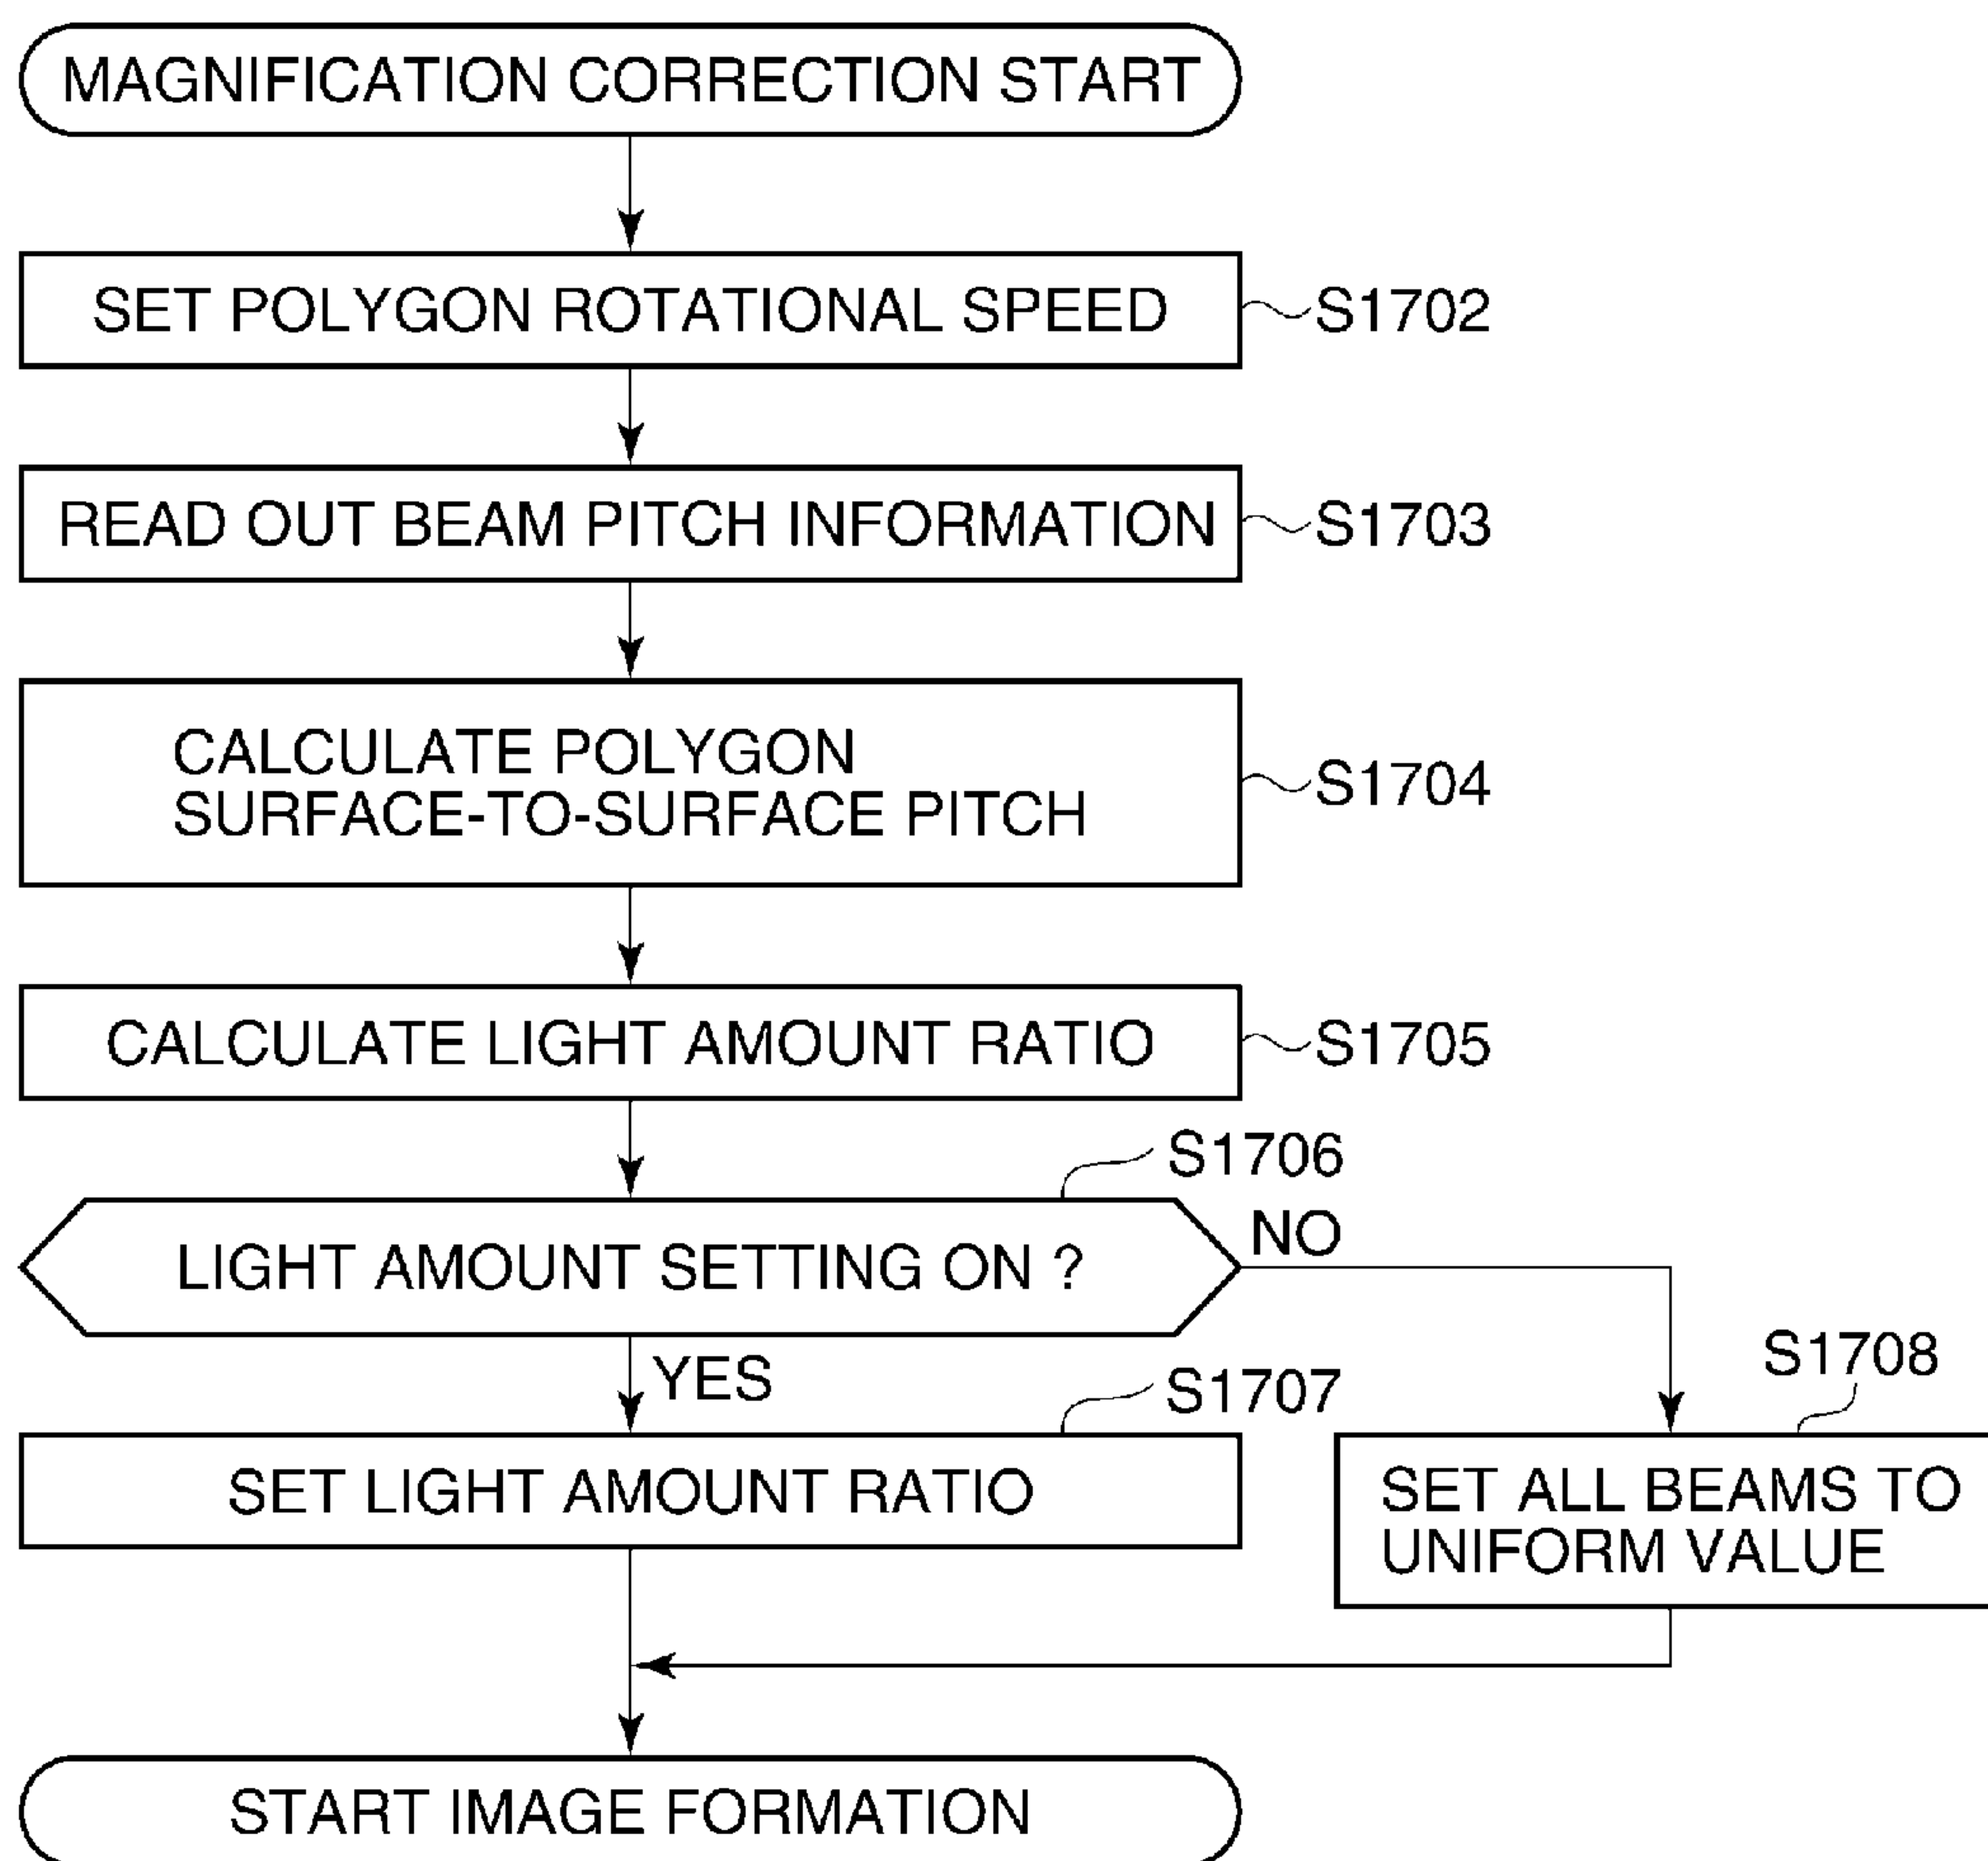 MAGNIFICATION CORRECTION START
SET POLYGON ROTATIONAL SPEED
S1702
READ OUT BEAM PITCH INFORMATION
S1703
CALCULATE POLYGON
SURFACE-TO-SURFACE PITCH
S1704
CALCULATE LIGHT AMOUNT RATIO
S1705
S1706
LIGHT AMOUNT SETTING ON ?
NO
YES
S1707
S1708
SET LIGHT AMOUNT RATIO
SET ALL BEAMS TO
UNIFORM VALUE
START IMAGE FORMATION